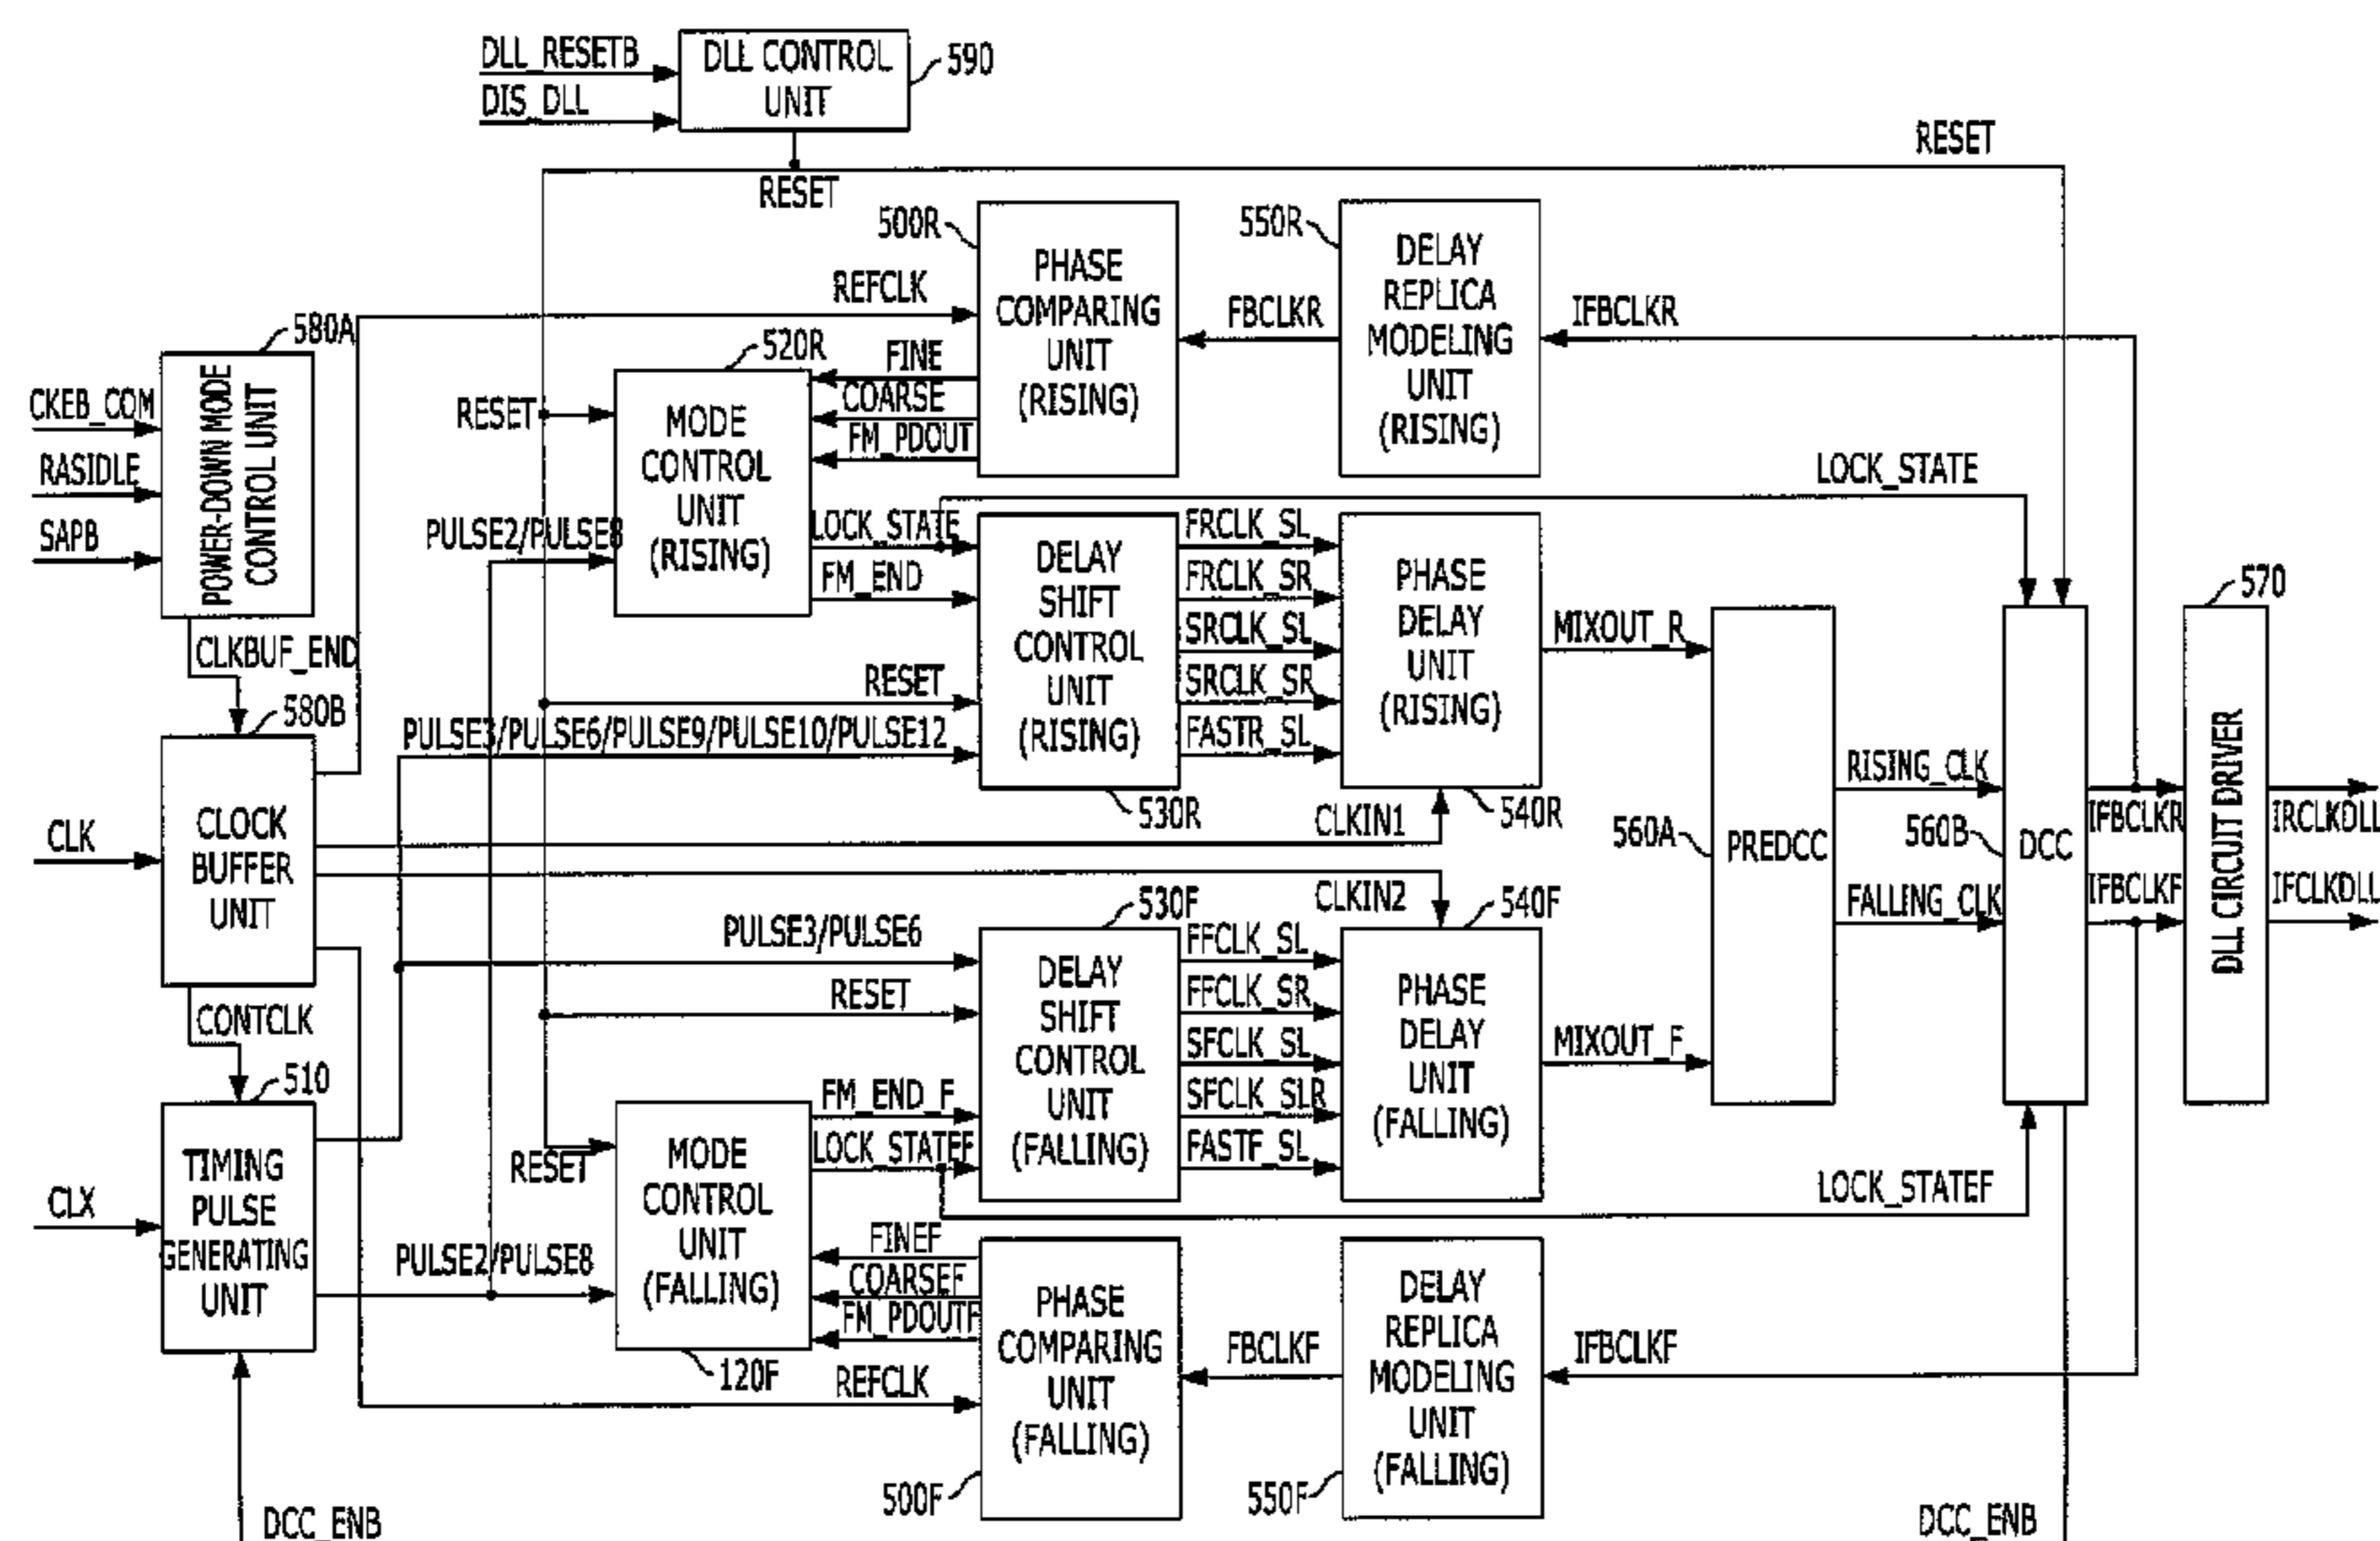 DLL_RESETB
DIS_DLL
DLL CONTROL
UNIT
590
RESET
RESET
500R
PHASE
COMPARING
UNIT
(RISING)
550R
DELAY
REPLICA
MODELING
UNIT
(RISING)
REFCLK
FBCLKR
IFBCLKR
580A
POWER-DOWN MODE
CONTROL UNIT
CKEB_COM
RASIDLE
SAPB
520R
MODE
CONTROL
UNIT
(RISING)
FINE
COARSE
FM_PDOUT
RESET
PULSE2/PULSE8
LOCK_STATE
FM_END
LOCK_STATE
DELAY
SHIFT
CONTROL
UNIT
(RISING)
530R
FRCLK_SL
FRCLK_SR
SRCLK_SL
SRCLK_SR
FASTR_SL
PHASE
DELAY
UNIT
(RISING)
540R
MIXOUT_R
RESET
PULSE3/PULSE6/PULSE9/PULSE10/PULSE12
CLKBUF_END
580B
CLOCK
BUFFER
UNIT
CLK
CLKIN1
CLKIN2
560A
PREDCC
RISING_CLK
FALLING_CLK
560B
DCC
IFBCLKR
IFBCLKF
570
DLL CIRCUIT DRIVER
IRCLKDLL
IFCLKDLL
530F
DELAY
SHIFT
CONTROL
UNIT
(FALLING)
540F
PHASE
DELAY
UNIT
(FALLING)
PULSE3/PULSE6
RESET
FFCLK_SL
FFCLK_SR
SFCLK_SL
SFCLK_SLR
FASTF_SL
MIXOUT_F
CONTCLK
510
TIMING
PULSE
GENERATING
UNIT
CLX
PULSE2/PULSE8
RESET
MODE
CONTROL
UNIT
(FALLING)
120F
FM_END_F
LOCK_STATEF
LOCK_STATEF
FINEF
COARSEF
FM_PDOUTF
REFCLK
PHASE
COMPARING
UNIT
(FALLING)
500F
FBCLKF
DELAY
REPLICA
MODELING
UNIT
(FALLING)
550F
IFBCLKF
DCC_ENB
DCC_ENB